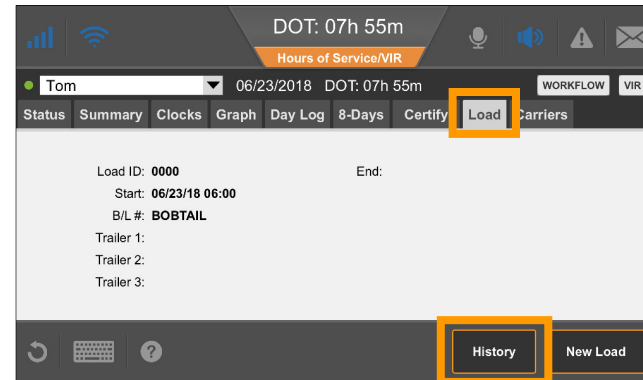 DOT: 07h 55m
Hours of Service/VIR
Tom 06/23/2018 DOT: 07h 55m WORKFLOW VIR
Status Summary Clocks Graph Day Log 8-Days Certify Load Carriers
Load ID: 0000 End:
Start: 06/23/18 06:00
B/L #: BOBTAIL
Trailer 1:
Trailer 2:
Trailer 3:
? History New Load